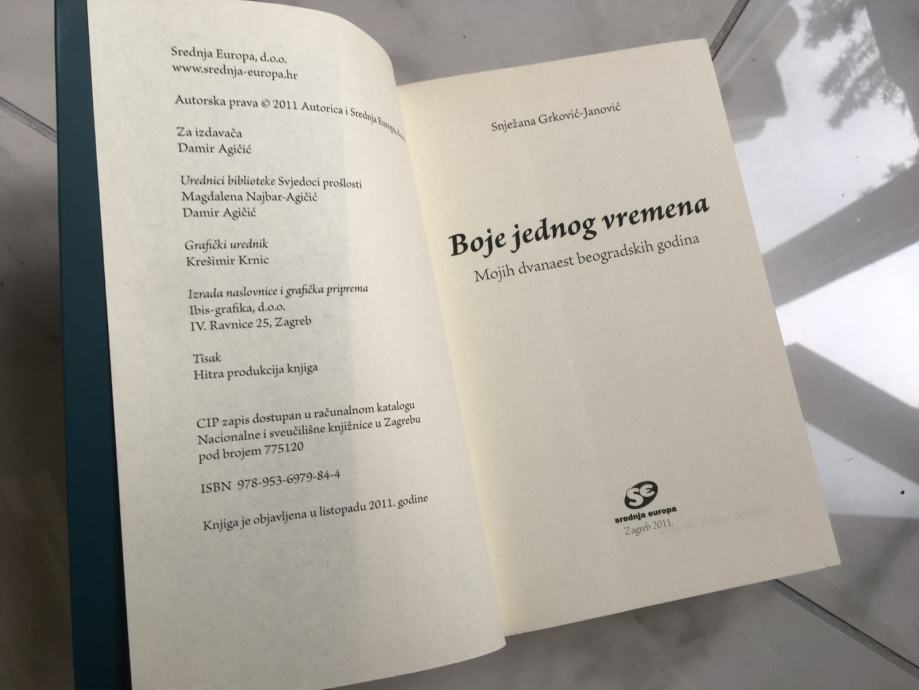 Srednja Europa, d.o.o.
www.srednja-europa.hr
Autorska prava © 2011 Autorica i Srednja Europa, d.o.o.
Za izdavača
Damir Agičić
Urednici biblioteke Svjedoci prošlosti
Magdalena Najbar-Agičić
Damir Agičić
Grafički urednik
Krešimir Krnic
Izrada naslovnice i grafička priprema
Ibis-grafika, d.o.o.
IV. Ravnice 25, Zagreb
Tisak
Hitra produkcija knjiga
CIP zapis dostupan u računalnom katalogu
Nacionalne i sveučilišne knjižnice u Zagrebu
pod brojem 775120
ISBN 978-953-6979-84-4
Knjiga je objavljena u listopadu 2011. godine
Snježana Grković-Janović
Boje jednog vremena
Mojih dvanaest beogradskih godina
se
srednja europa
Zagreb 2011.